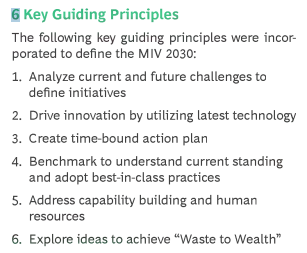 6 Key Guiding Principles
The following key guiding principles were incor-
porated to define the MIV 2030:
1. Analyze current and future challenges to
define initiatives
2. Drive innovation by utilizing latest technology
3. Create time-bound action plan
4. Benchmark to understand current standing
and adopt best-in-class practices
5. Address capability building and human
resources
6. Explore ideas to achieve “Waste to Wealth”